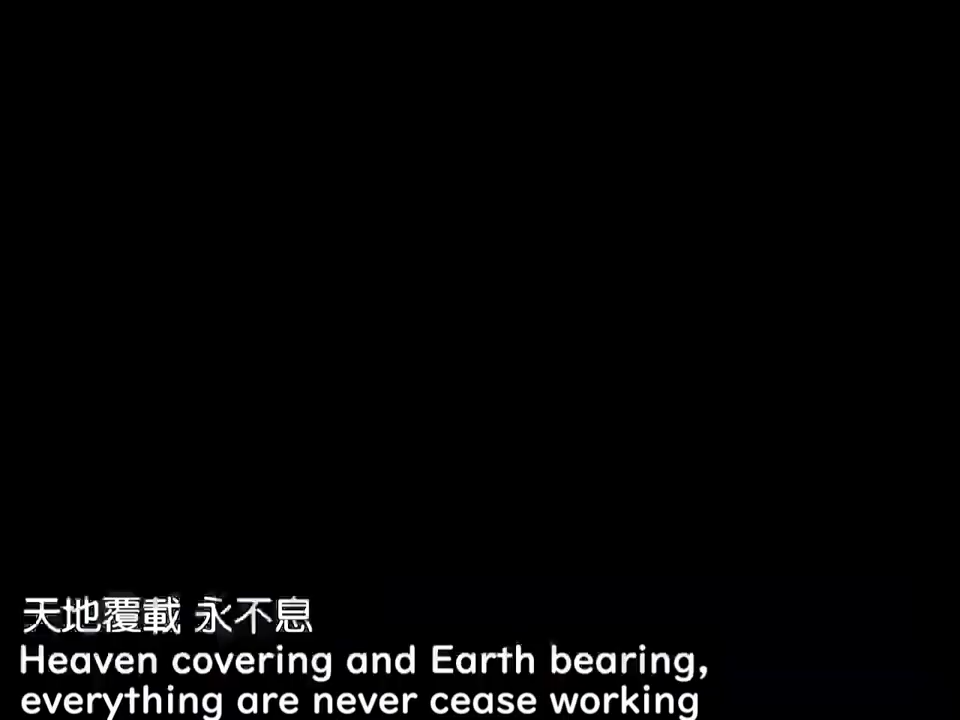 天地覆載 永不息
Heaven covering and Earth bearing,
everything are never cease working